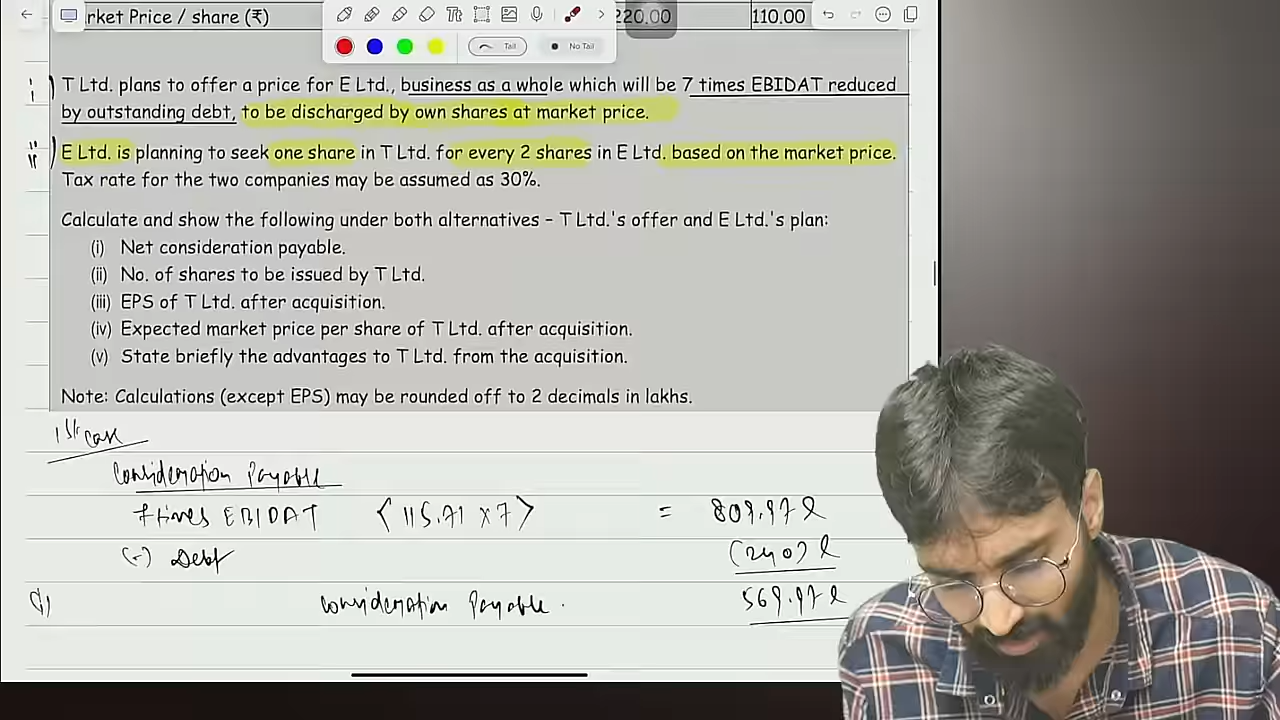 rket Price / share (₹) 220.00 110.00
Tt
Tail No Tail
i) T Ltd. plans to offer a price for E Ltd., business as a whole which will be 7 times EBIDAT reduced
by outstanding debt, to be discharged by own shares at market price.
ii) E Ltd. is planning to seek one share in T Ltd. for every 2 shares in E Ltd. based on the market price.
Tax rate for the two companies may be assumed as 30%.
Calculate and show the following under both alternatives – T Ltd.'s offer and E Ltd.'s plan:
(i) Net consideration payable.
(ii) No. of shares to be issued by T Ltd.
(iii) EPS of T Ltd. after acquisition.
(iv) Expected market price per share of T Ltd. after acquisition.
(v) State briefly the advantages to T Ltd. from the acquisition.
Note: Calculations (except EPS) may be rounded off to 2 decimals in lakhs.
1st Case
Consideration Payable
7 times EBIDAT <115.71 x 7> = 809.97 l
(-) Debt (240) l
i) Consideration Payable. 569.97 l